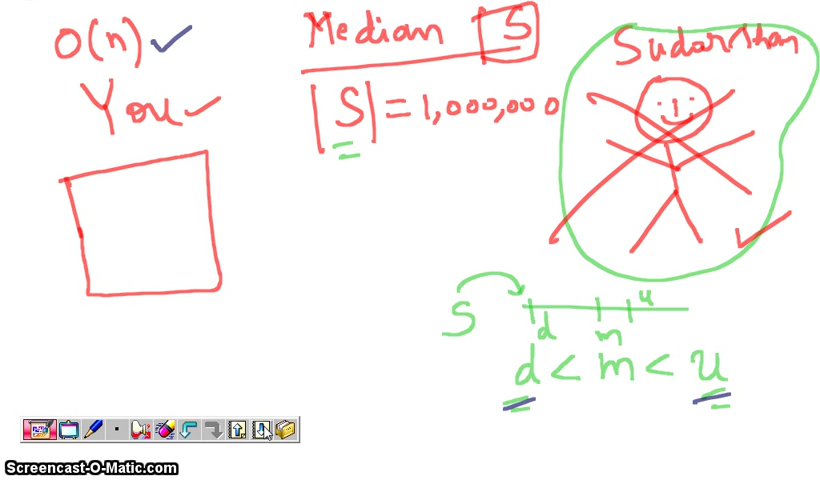 O(n)
You
Median S
|S| = 1,000,000
Sudarshan
S
d m u
d < m < u
Screencast-O-Matic.com